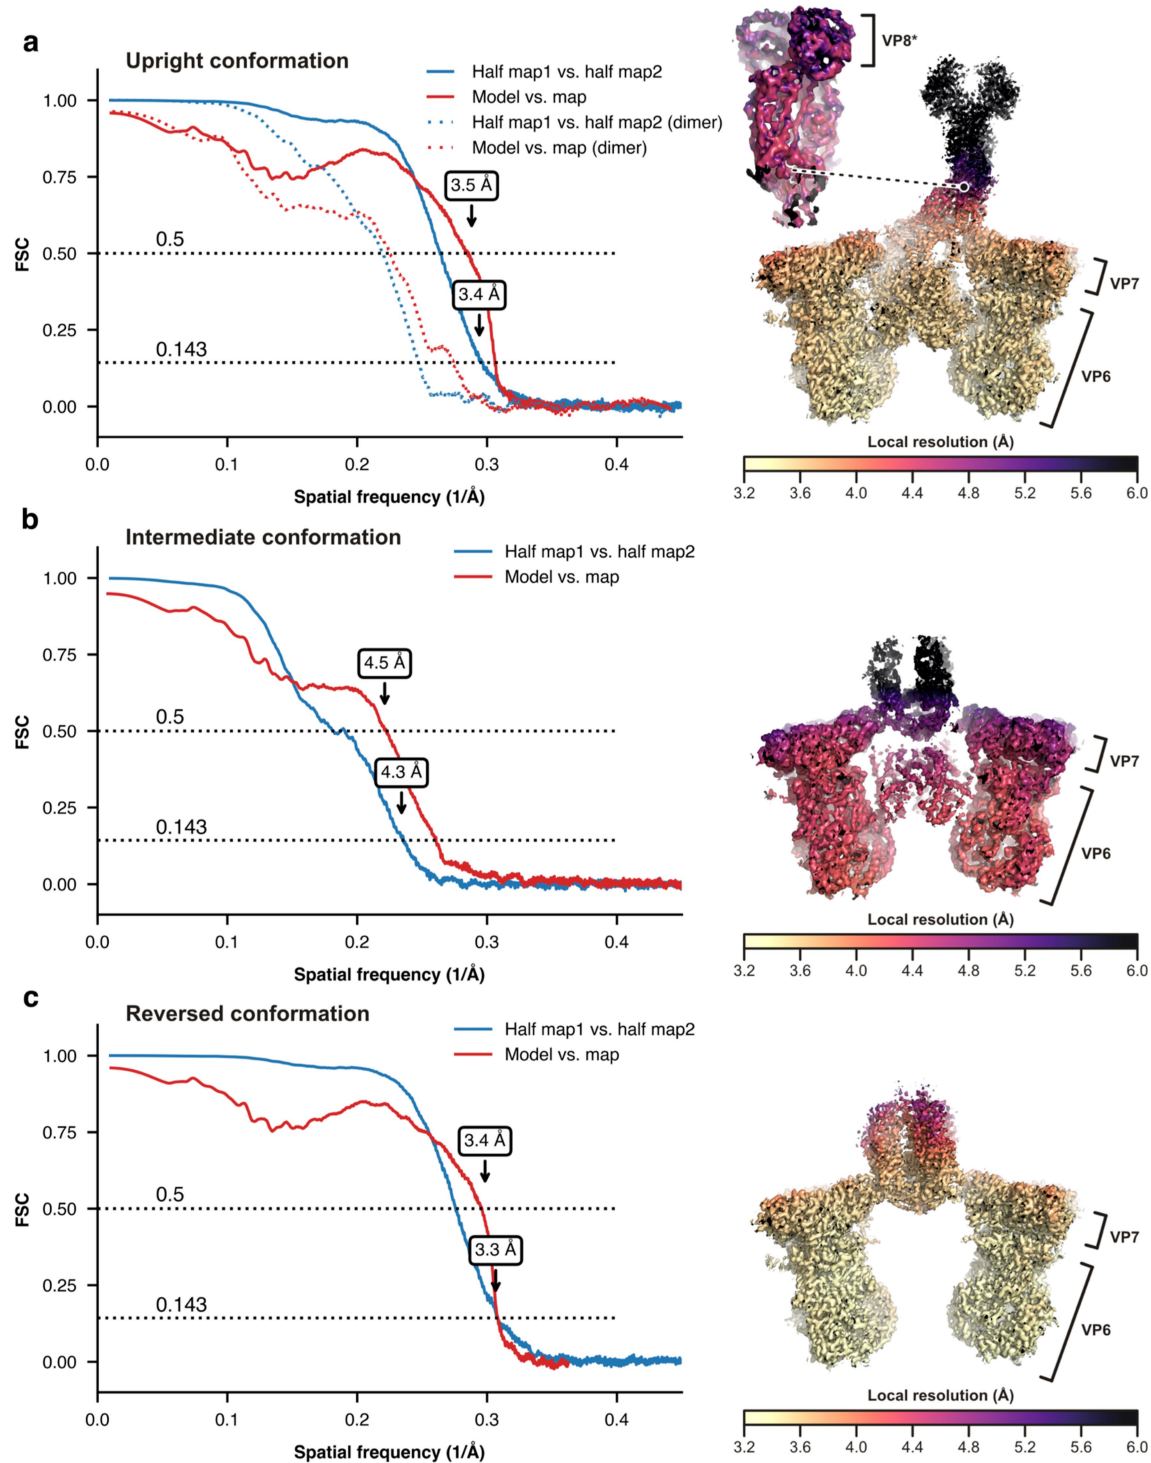 a
Upright conformation
Half map1 vs. half map2
Model vs. map
Half map1 vs. half map2 (dimer)
Model vs. map (dimer)
FSC
1.00
0.75
0.50
0.25
0.00
0.5
0.143
3.5 Å
3.4 Å
0.0 0.1 0.2 0.3 0.4
Spatial frequency (1/Å)
VP8*
VP7
VP6
Local resolution (Å)
3.2 3.6 4.0 4.4 4.8 5.2 5.6 6.0
b
Intermediate conformation
Half map1 vs. half map2
Model vs. map
FSC
1.00
0.75
0.50
0.25
0.00
0.5
0.143
4.5 Å
4.3 Å
0.0 0.1 0.2 0.3 0.4
Spatial frequency (1/Å)
VP7
VP6
Local resolution (Å)
3.2 3.6 4.0 4.4 4.8 5.2 5.6 6.0
c
Reversed conformation
Half map1 vs. half map2
Model vs. map
FSC
1.00
0.75
0.50
0.25
0.00
0.5
0.143
3.4 Å
3.3 Å
0.0 0.1 0.2 0.3 0.4
Spatial frequency (1/Å)
VP7
VP6
Local resolution (Å)
3.2 3.6 4.0 4.4 4.8 5.2 5.6 6.0